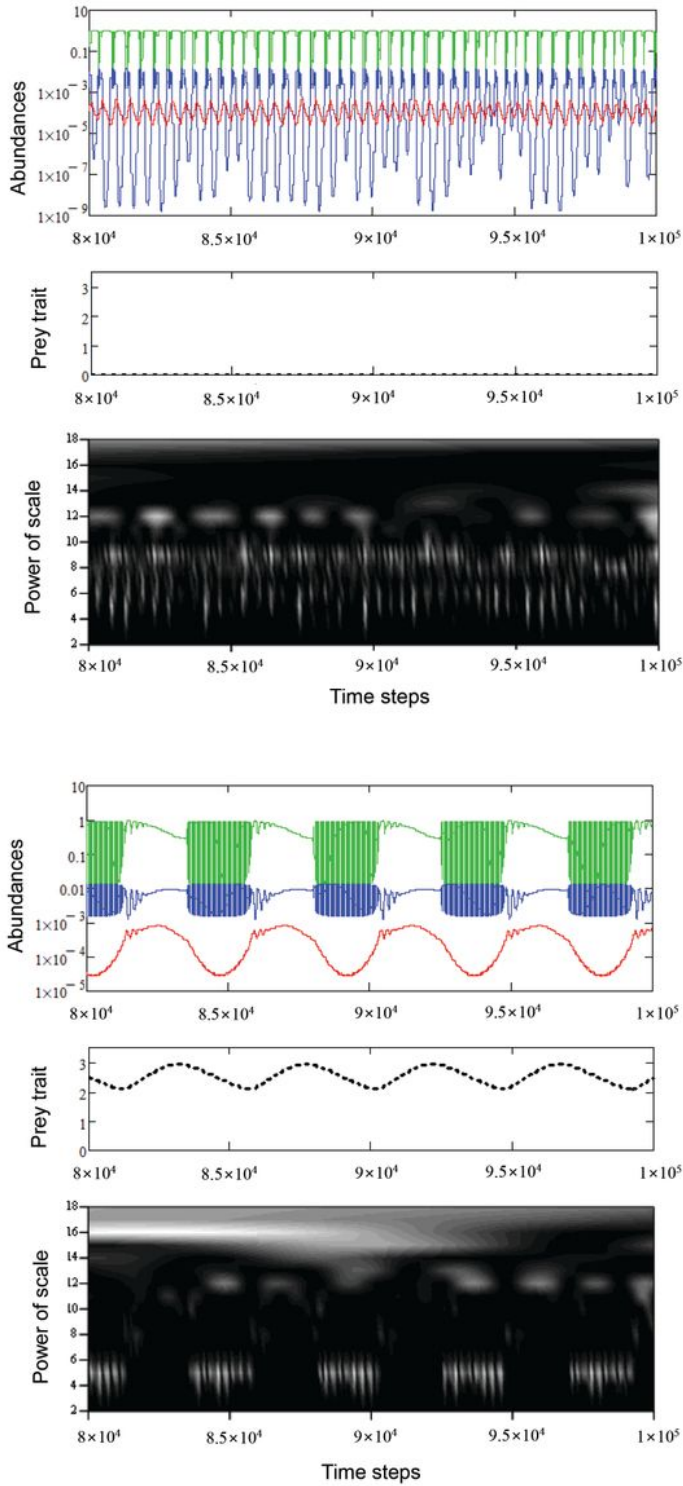 10
0.1
1×10⁻³
1×10⁻⁵
1×10⁻⁷
1×10⁻⁹
Abundances
8×10⁴ 8.5×10⁴ 9×10⁴ 9.5×10⁴ 1×10⁵
3
2
1
0
Prey trait
8×10⁴ 8.5×10⁴ 9×10⁴ 9.5×10⁴ 1×10⁵
18
16
14
12
10
8
6
4
2
Power of scale
8×10⁴ 8.5×10⁴ 9×10⁴ 9.5×10⁴ 1×10⁵
Time steps
10
1
0.1
0.01
1×10⁻³
1×10⁻⁴
1×10⁻⁵
Abundances
8×10⁴ 8.5×10⁴ 9×10⁴ 9.5×10⁴ 1×10⁵
3
2
1
0
Prey trait
8×10⁴ 8.5×10⁴ 9×10⁴ 9.5×10⁴ 1×10⁵
18
16
14
12
10
8
6
4
2
Power of scale
8×10⁴ 8.5×10⁴ 9×10⁴ 9.5×10⁴ 1×10⁵
Time steps